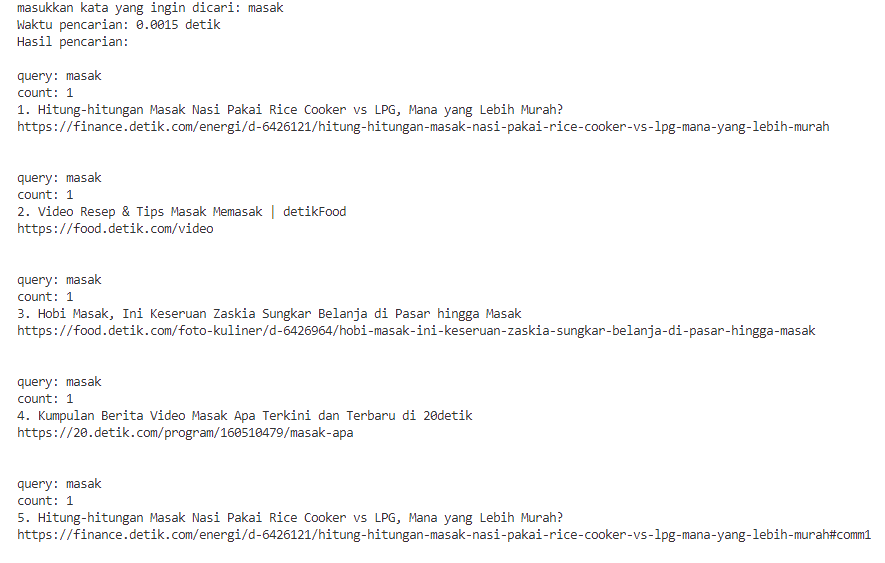 masukkan kata yang ingin dicari: masak
Waktu pencarian: 0.0015 detik
Hasil pencarian:
query: masak
count: 1
1. Hitung-hitungan Masak Nasi Pakai Rice Cooker vs LPG, Mana yang Lebih Murah?
https://finance.detik.com/energi/d-6426121/hitung-hitungan-masak-nasi-pakai-rice-cooker-vs-lpg-mana-yang-lebih-murah
query: masak
count: 1
2. Video Resep & Tips Masak Memasak | detikFood
https://food.detik.com/video
query: masak
count: 1
3. Hobi Masak, Ini Keseruan Zaskia Sungkar Belanja di Pasar hingga Masak
https://food.detik.com/foto-kuliner/d-6426964/hobi-masak-ini-keseruan-zaskia-sungkar-belanja-di-pasar-hingga-masak
query: masak
count: 1
4. Kumpulan Berita Video Masak Apa Terkini dan Terbaru di 20detik
https://20.detik.com/program/160510479/masak-apa
query: masak
count: 1
5. Hitung-hitungan Masak Nasi Pakai Rice Cooker vs LPG, Mana yang Lebih Murah?
https://finance.detik.com/energi/d-6426121/hitung-hitungan-masak-nasi-pakai-rice-cooker-vs-lpg-mana-yang-lebih-murah#comm1